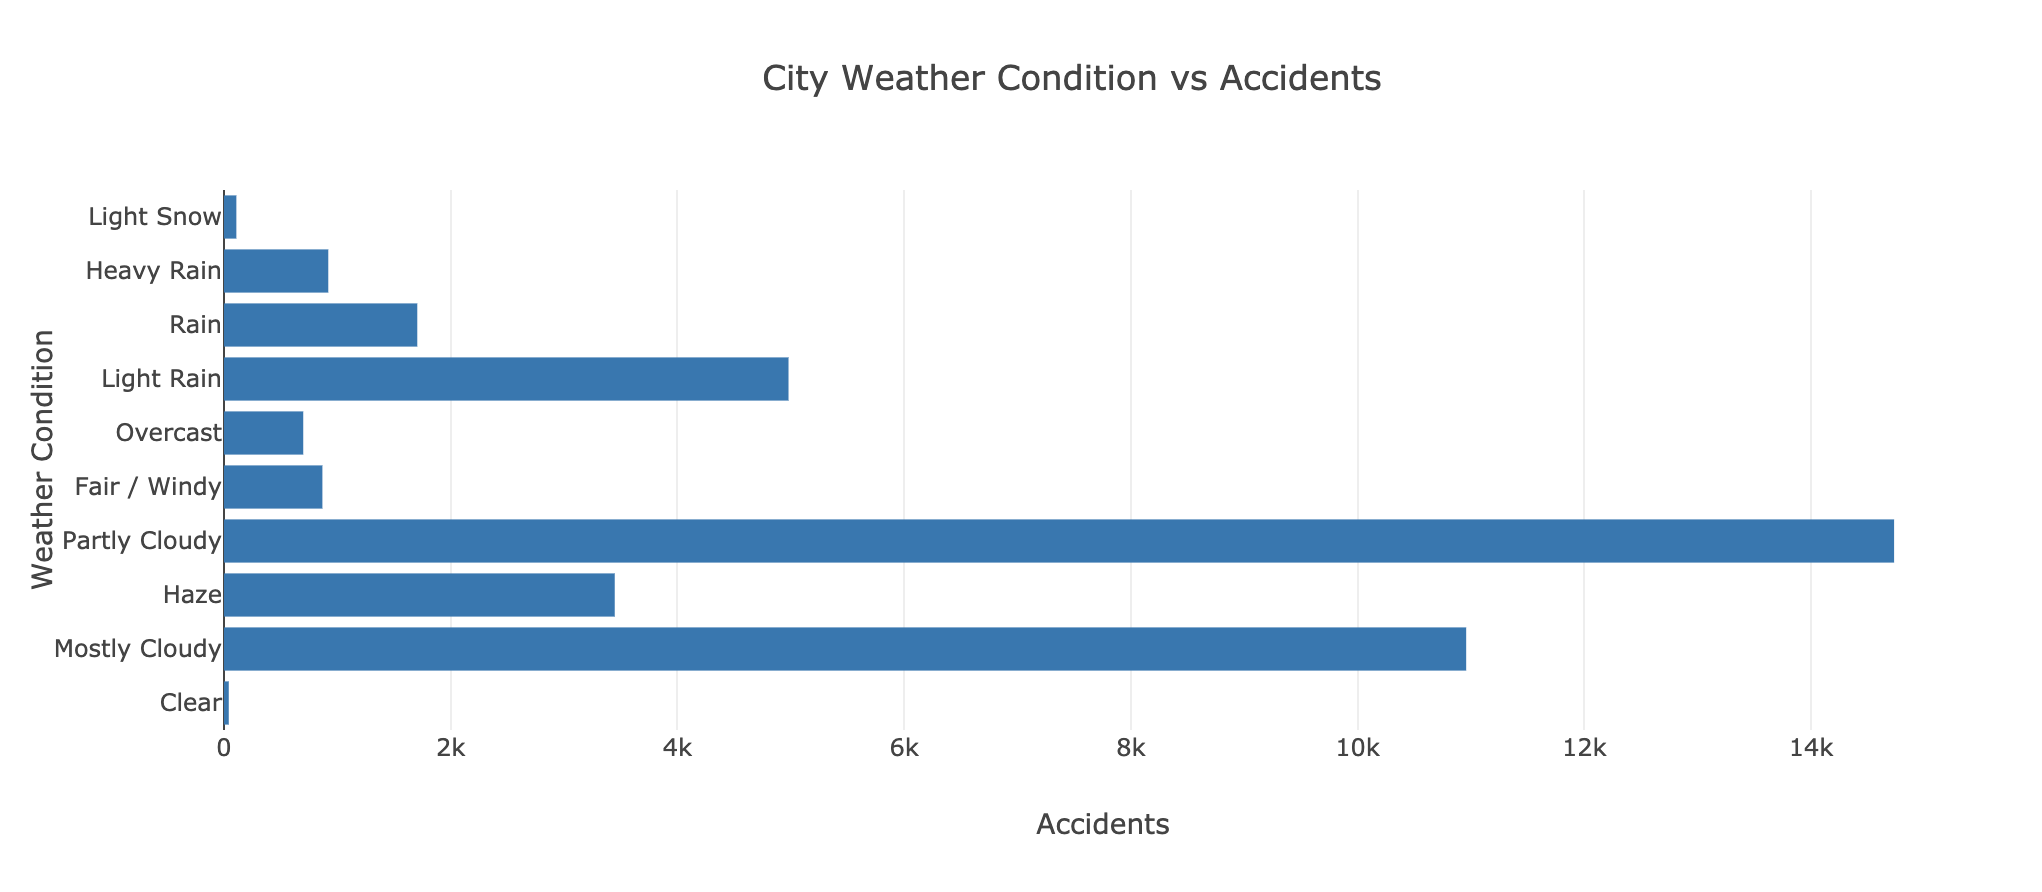 City Weather Condition vs Accidents
Weather Condition
Light Snow
Heavy Rain
Rain
Light Rain
Overcast
Fair / Windy
Partly Cloudy
Haze
Mostly Cloudy
Clear
0 2k 4k 6k 8k 10k 12k 14k
Accidents